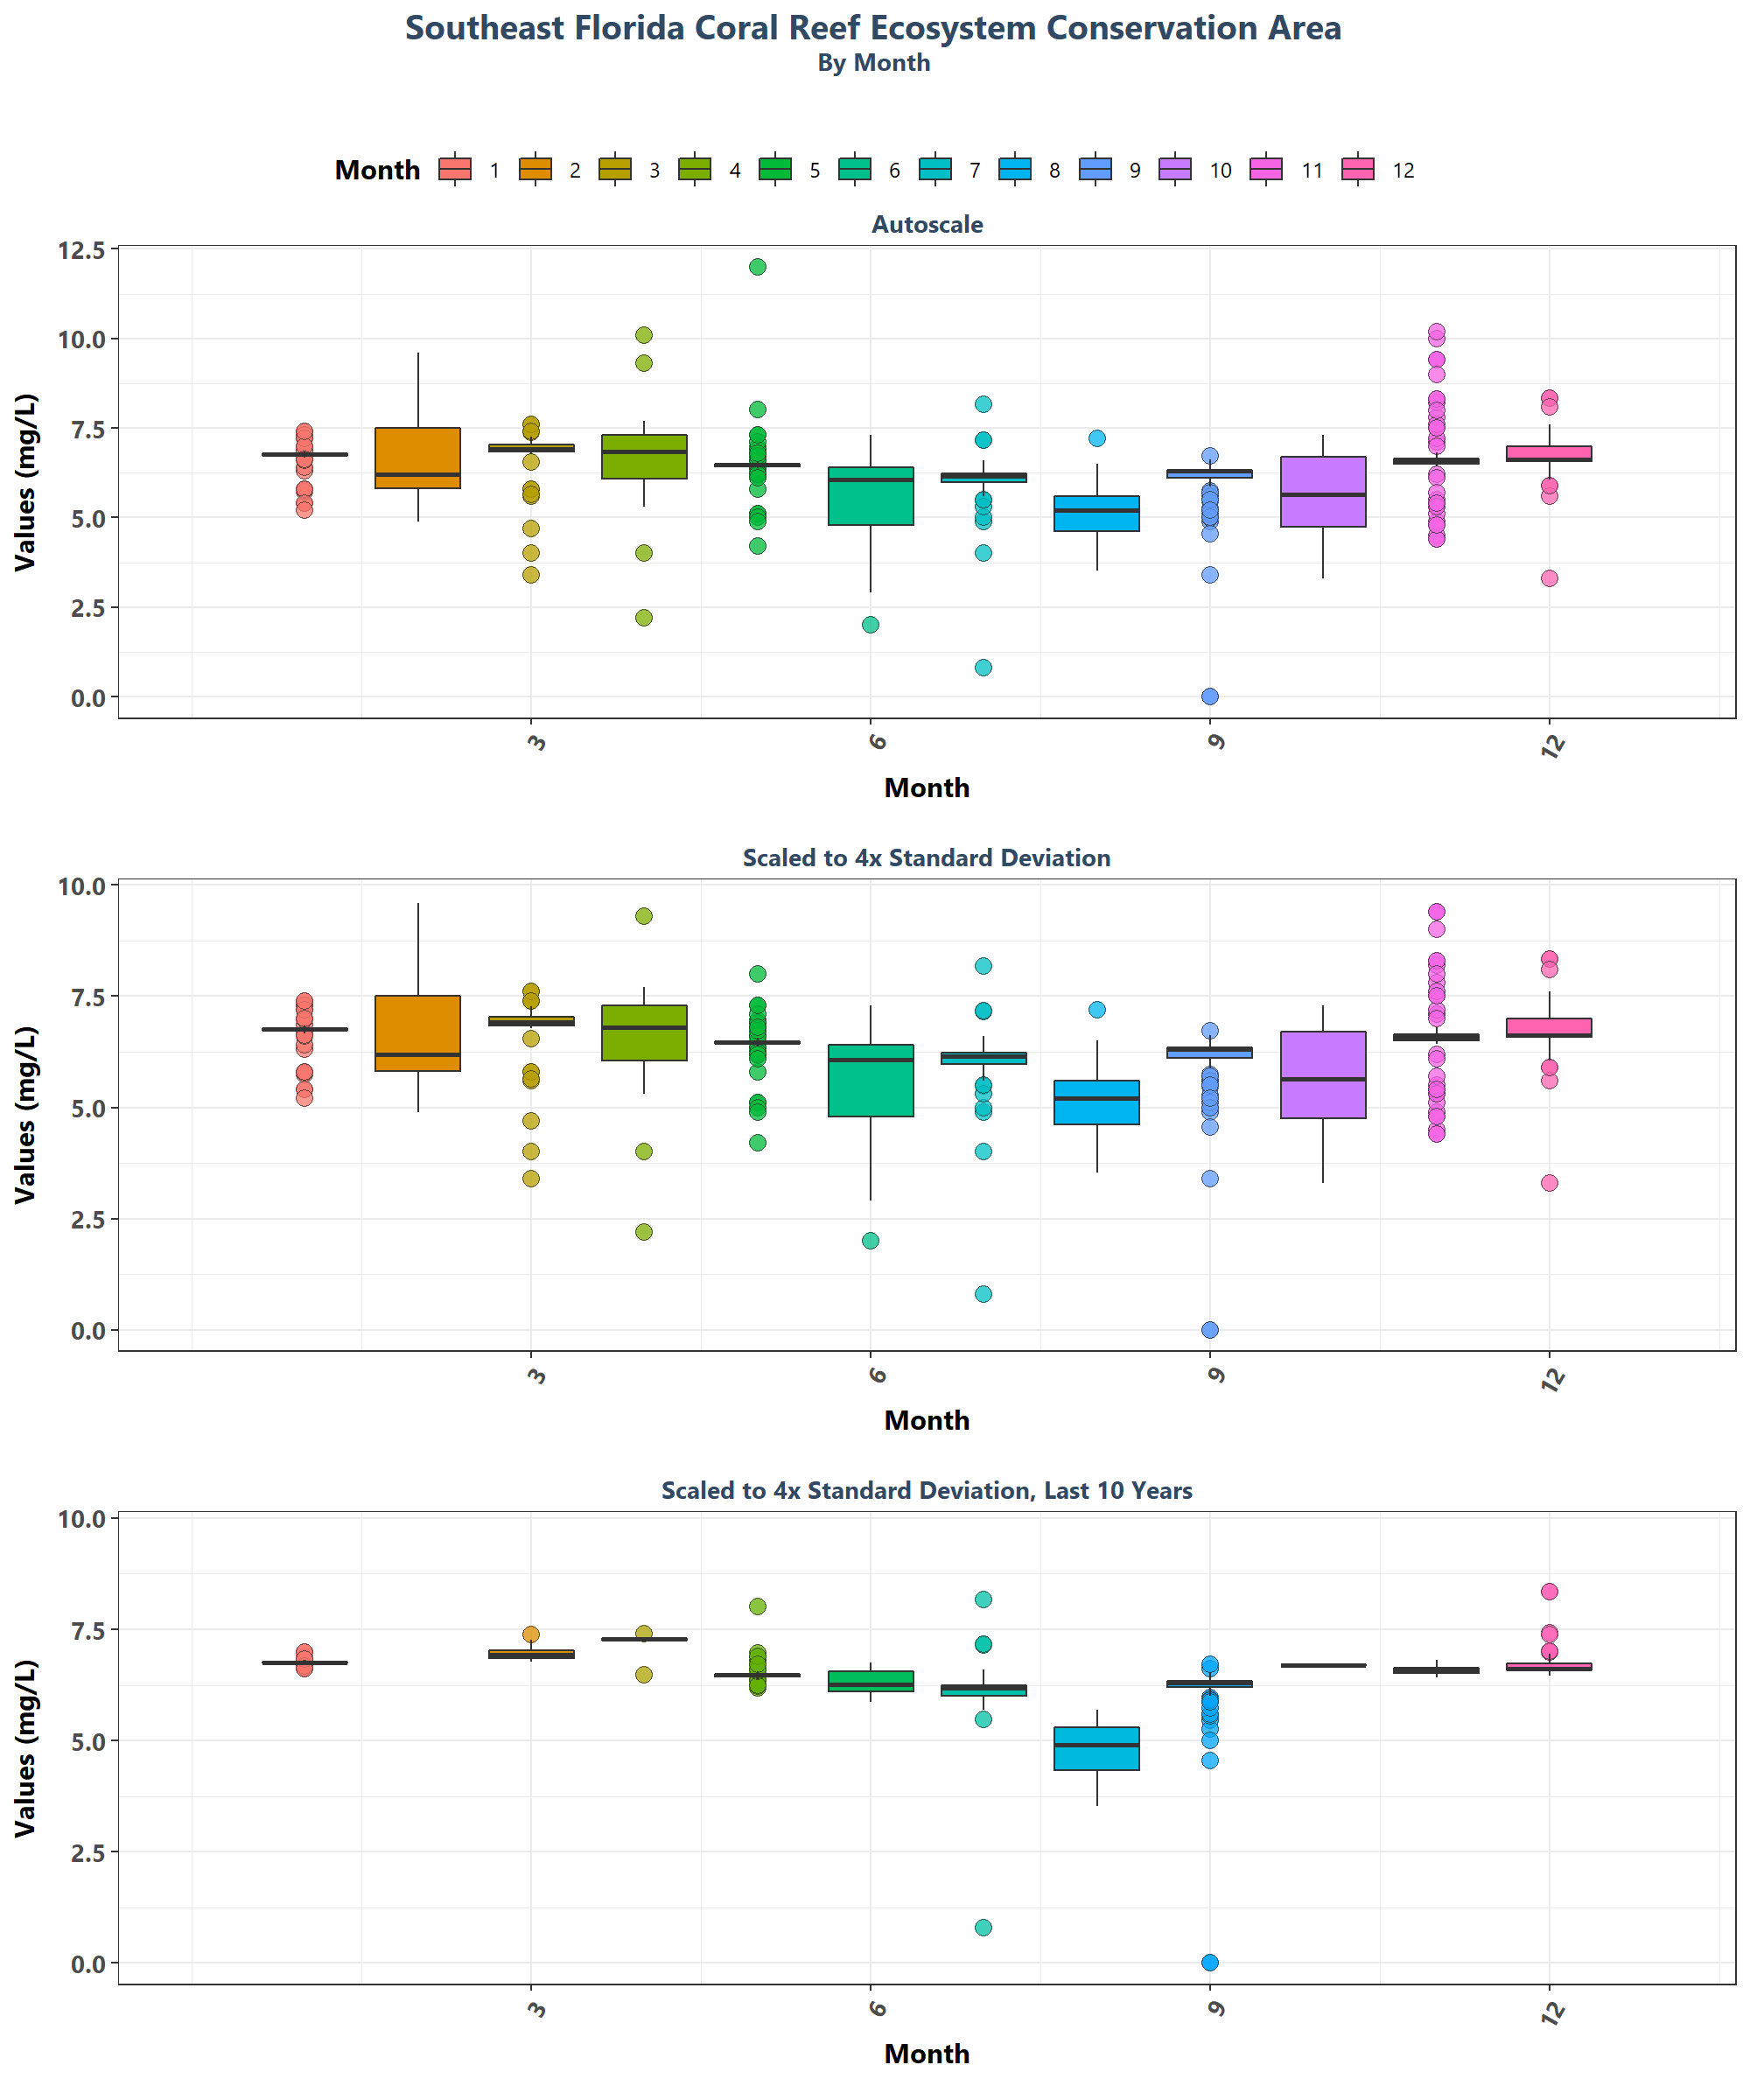 Southeast Florida Coral Reef Ecosystem Conservation Area
By Month
Month 1 2 3 4 5 6 7 8 9 10 11 12
Autoscale
Values (mg/L)
12.5
10.0
7.5
5.0
2.5
0.0
3 6 9 12
Month
Scaled to 4x Standard Deviation
Values (mg/L)
10.0
7.5
5.0
2.5
0.0
3 6 9 12
Month
Scaled to 4x Standard Deviation, Last 10 Years
Values (mg/L)
10.0
7.5
5.0
2.5
0.0
3 6 9 12
Month